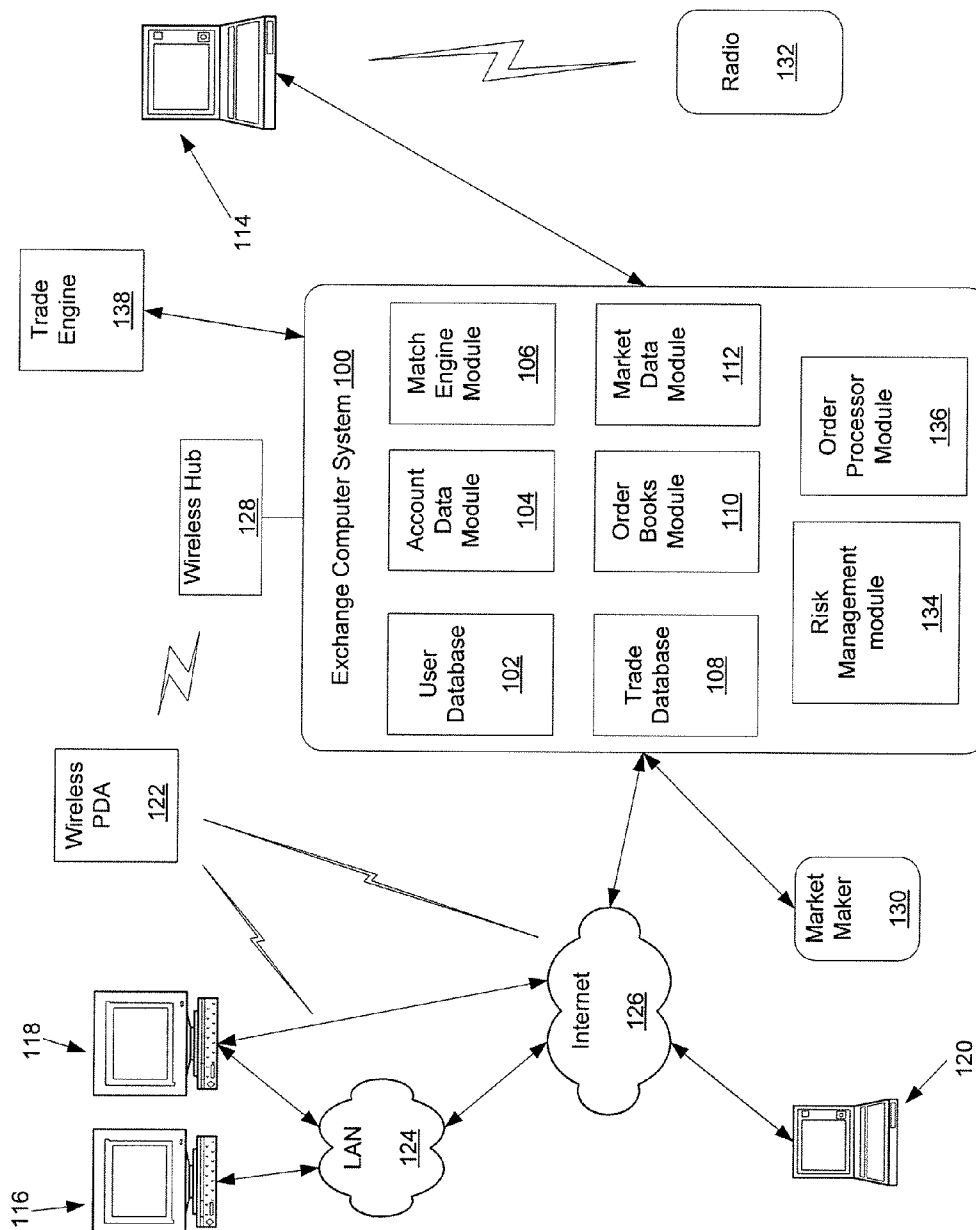 114
Radio
132
Trade
Engine
138
Wireless Hub
128
Wireless
PDA
122
118
116
Exchange Computer System 100
User
Database
102
Account
Data
Module
104
Match
Engine
Module
106
Trade
Database
108
Order
Books
Module
110
Market
Data
Module
112
Risk
Management
module
134
Order
Processor
Module
136
LAN
124
Internet
126
Market
Maker
130
120